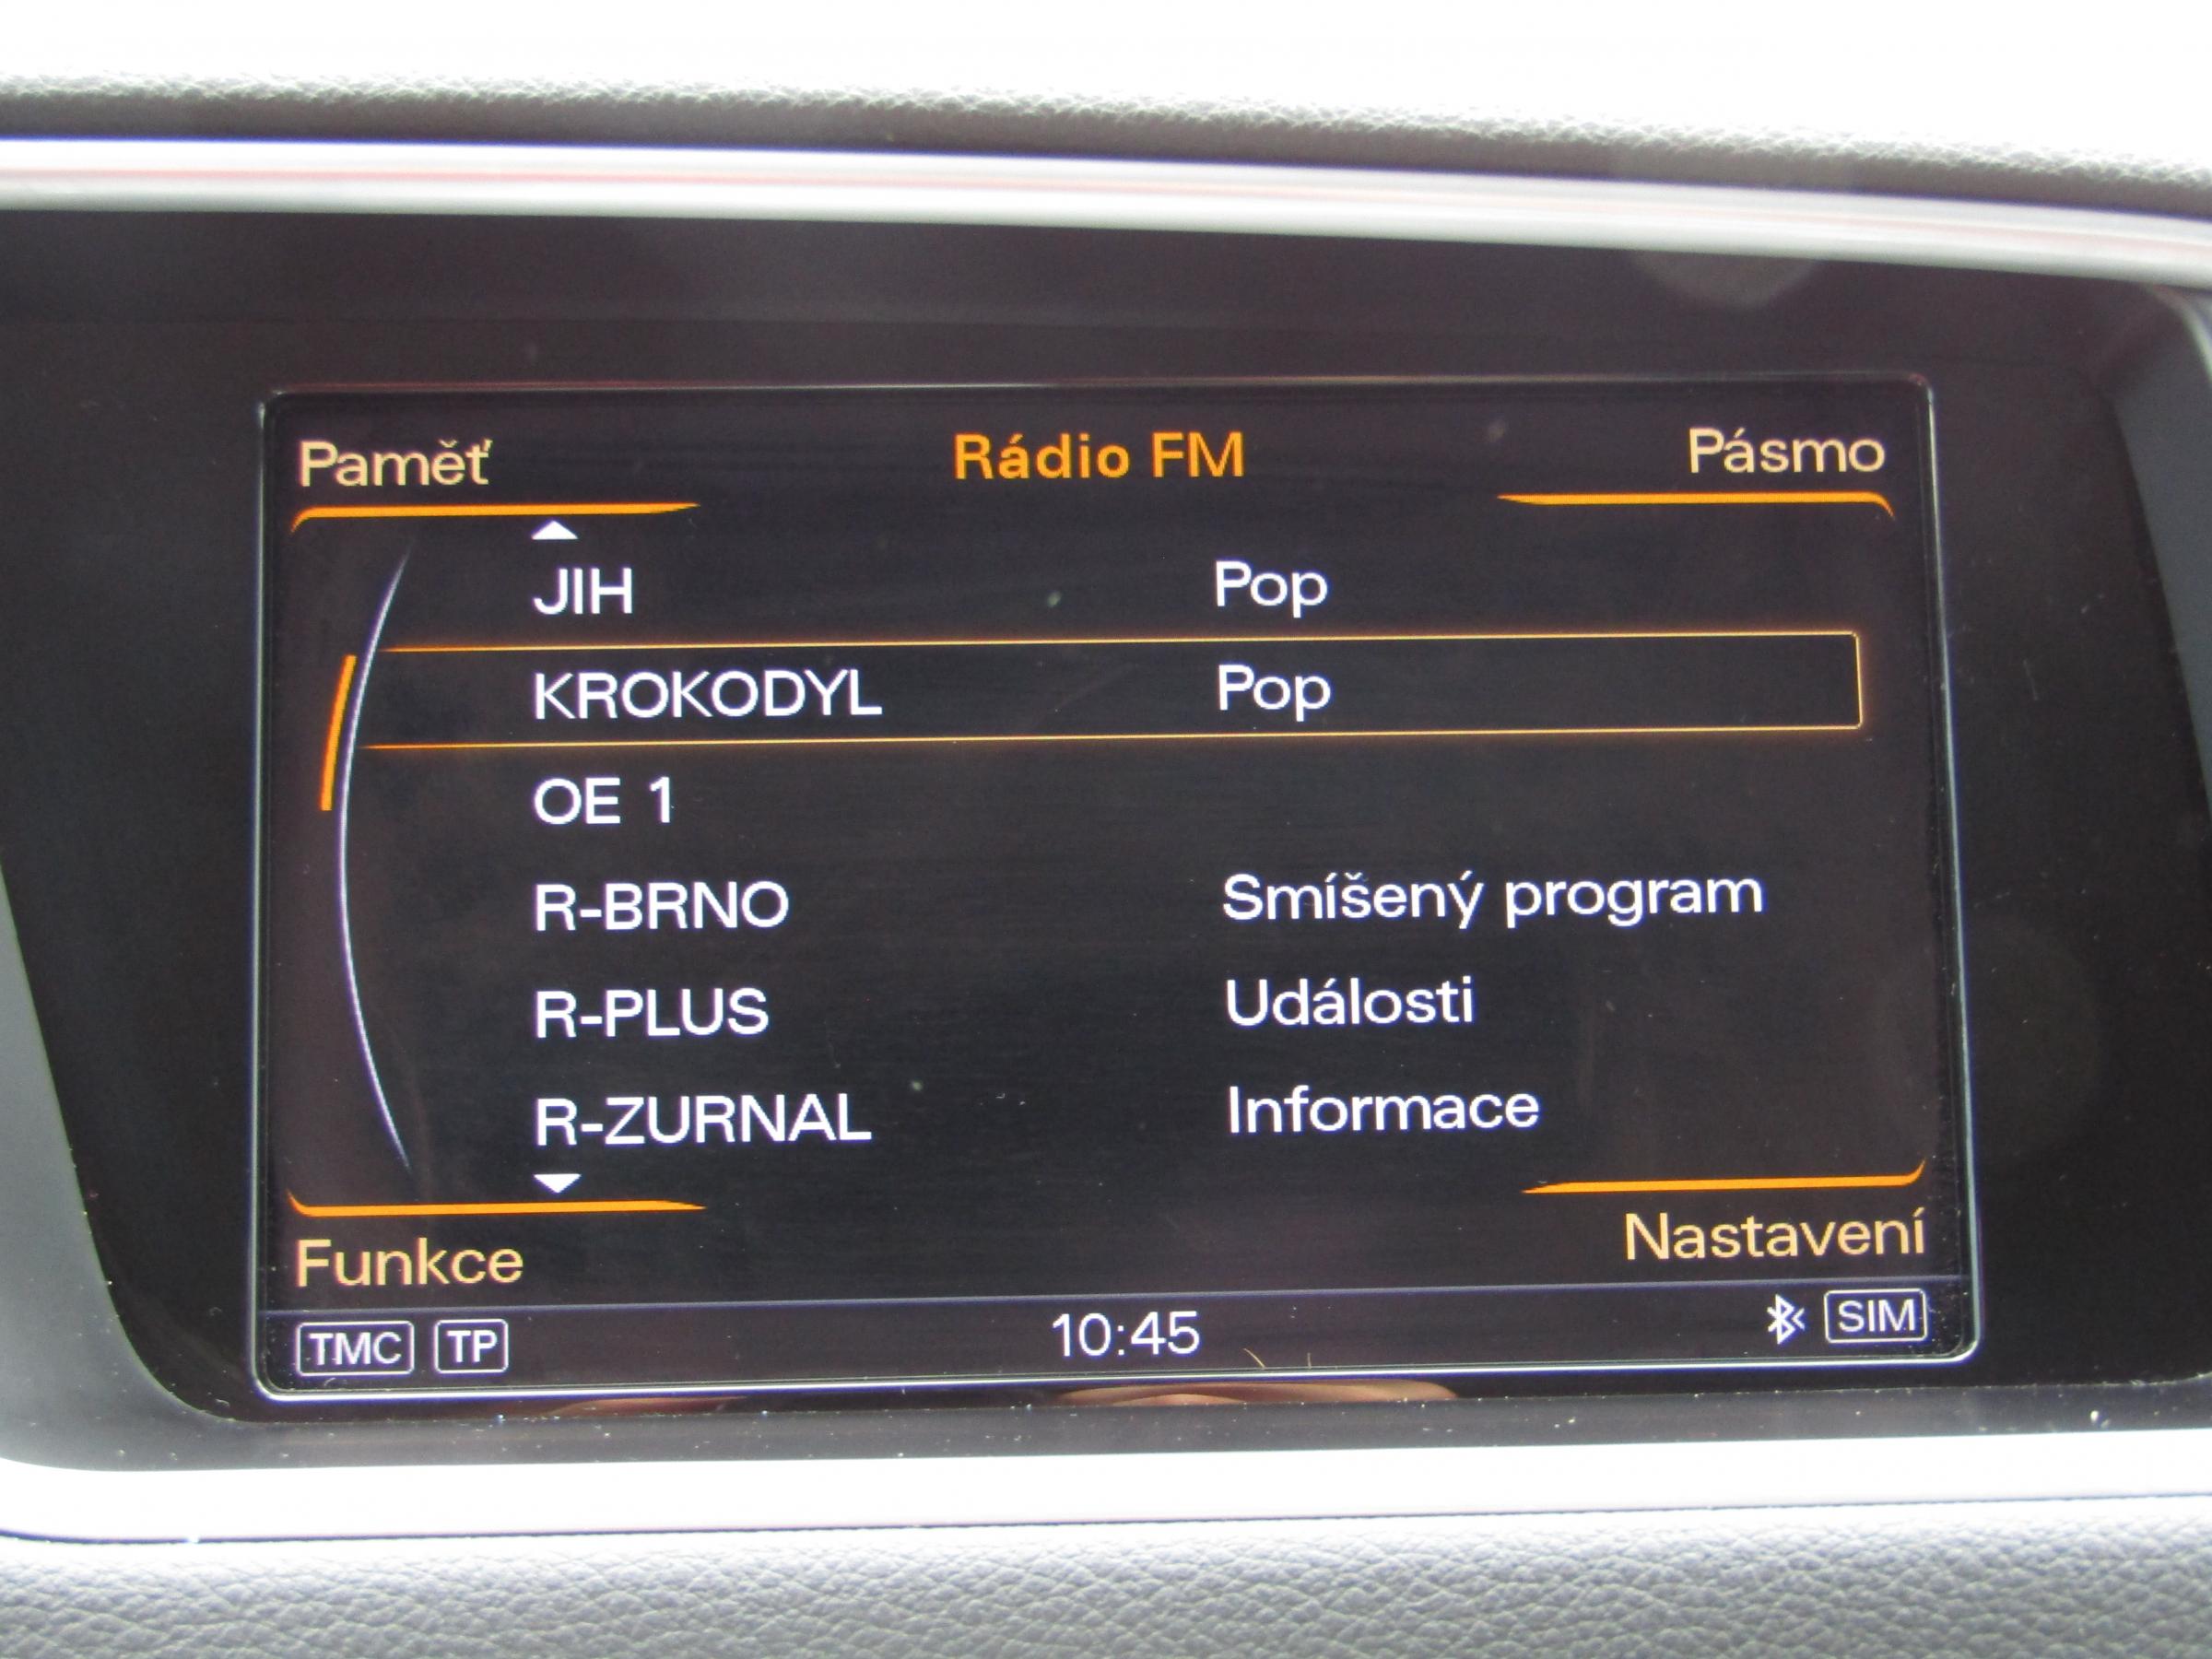 Paměť Rádio FM Pásmo
JIH Pop
KROKODYL Pop
OE 1
R-BRNO Smíšený program
R-PLUS Události
R-ZURNAL Informace
Funkce Nastavení
TMC TP 10:45 SIM